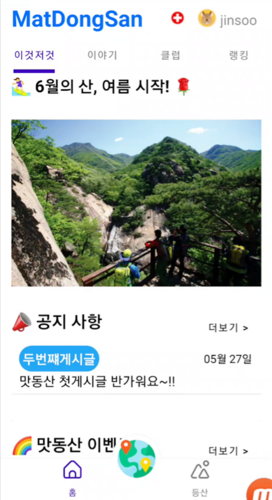 MatDongSan
jinsoo
이것저것 이야기 클럽 랭킹
6월의 산, 여름 시작!
공지 사항
더보기 >
두번째게시글 05월 27일
맛동산 첫게시글 반가워요~!!
맛동산 이벤
더보기 >
홈 등산